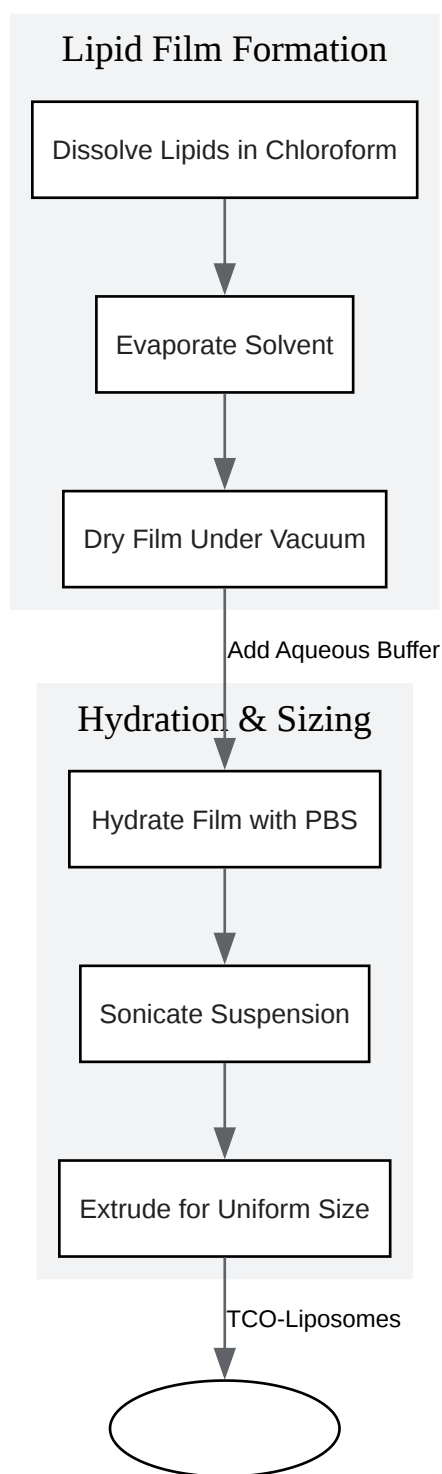 Lipid Film Formation
Dissolve Lipids in Chloroform
Evaporate Solvent
Dry Film Under Vacuum
Add Aqueous Buffer
Hydration & Sizing
Hydrate Film with PBS
Sonicate Suspension
Extrude for Uniform Size
TCO-Liposomes